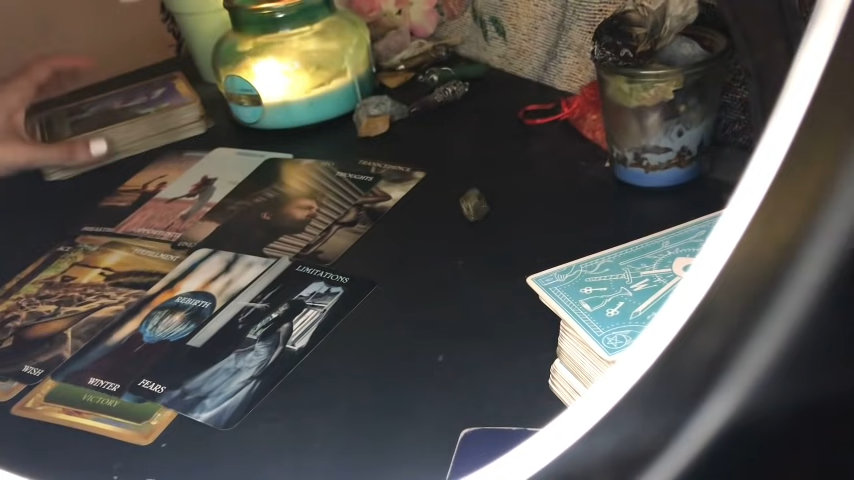 TRANSCENDENCE
THOUGHTS
FULFILLMENT
LIMITATIONS
REBIRTH
WISH
WINTER
FEARS
VICTORY